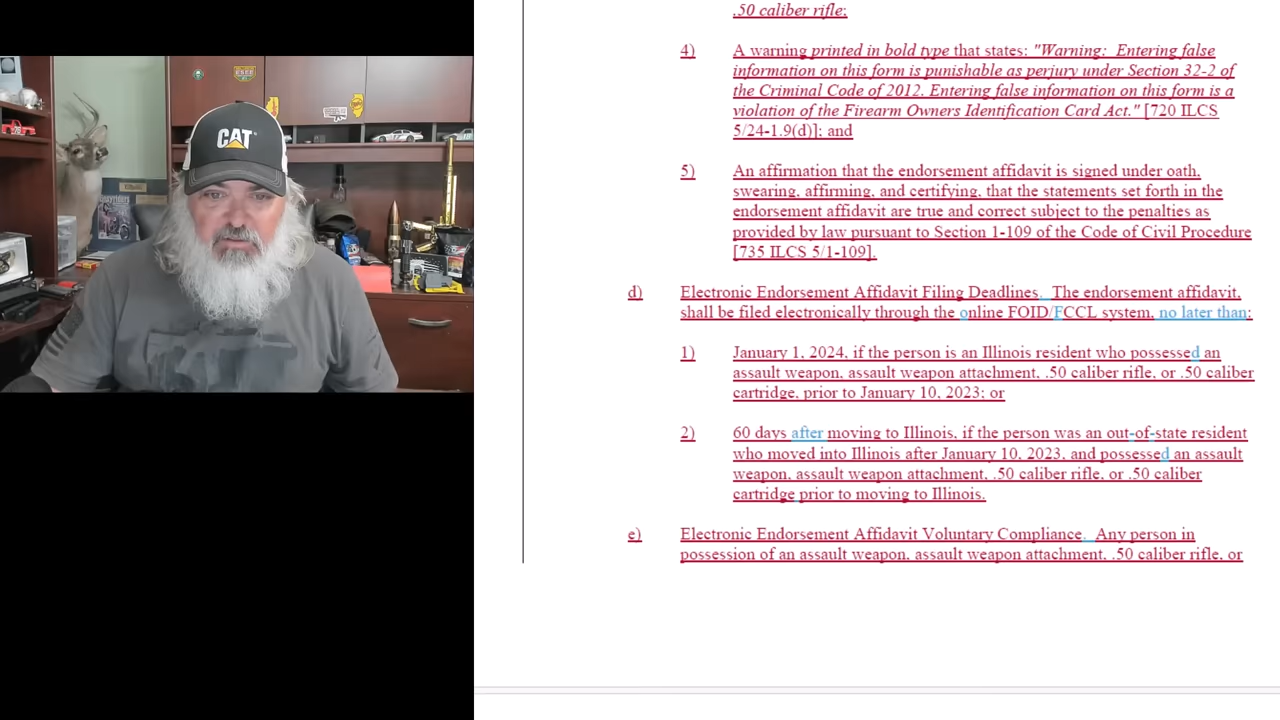 .50 caliber rifle;
4) A warning printed in bold type that states: "Warning: Entering false
information on this form is punishable as perjury under Section 32-2 of
the Criminal Code of 2012. Entering false information on this form is a
violation of the Firearm Owners Identification Card Act." [720 ILCS
5/24-1.9(d)]; and
5) An affirmation that the endorsement affidavit is signed under oath,
swearing, affirming, and certifying, that the statements set forth in the
endorsement affidavit are true and correct subject to the penalties as
provided by law pursuant to Section 1-109 of the Code of Civil Procedure
[735 ILCS 5/1-109].
d) Electronic Endorsement Affidavit Filing Deadlines. The endorsement affidavit,
shall be filed electronically through the online FOID/FCCL system, no later than:
1) January 1, 2024, if the person is an Illinois resident who possessed an
assault weapon, assault weapon attachment, .50 caliber rifle, or .50 caliber
cartridge, prior to January 10, 2023; or
2) 60 days after moving to Illinois, if the person was an out-of-state resident
who moved into Illinois after January 10, 2023, and possessed an assault
weapon, assault weapon attachment, .50 caliber rifle, or .50 caliber
cartridge prior to moving to Illinois.
e) Electronic Endorsement Affidavit Voluntary Compliance. Any person in
possession of an assault weapon, assault weapon attachment, .50 caliber rifle, or
CAT
ESEE